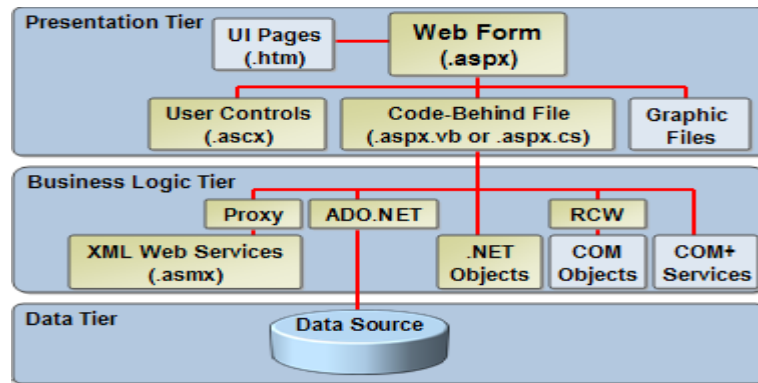 Presentation Tier
UI Pages
(.htm)
Web Form
(.aspx)
User Controls
(.ascx)
Code-Behind File
(.aspx.vb or .aspx.cs)
Graphic
Files
Business Logic Tier
Proxy
ADO.NET
RCW
XML Web Services
(.asmx)
.NET
Objects
COM
Objects
COM+
Services
Data Tier
Data Source